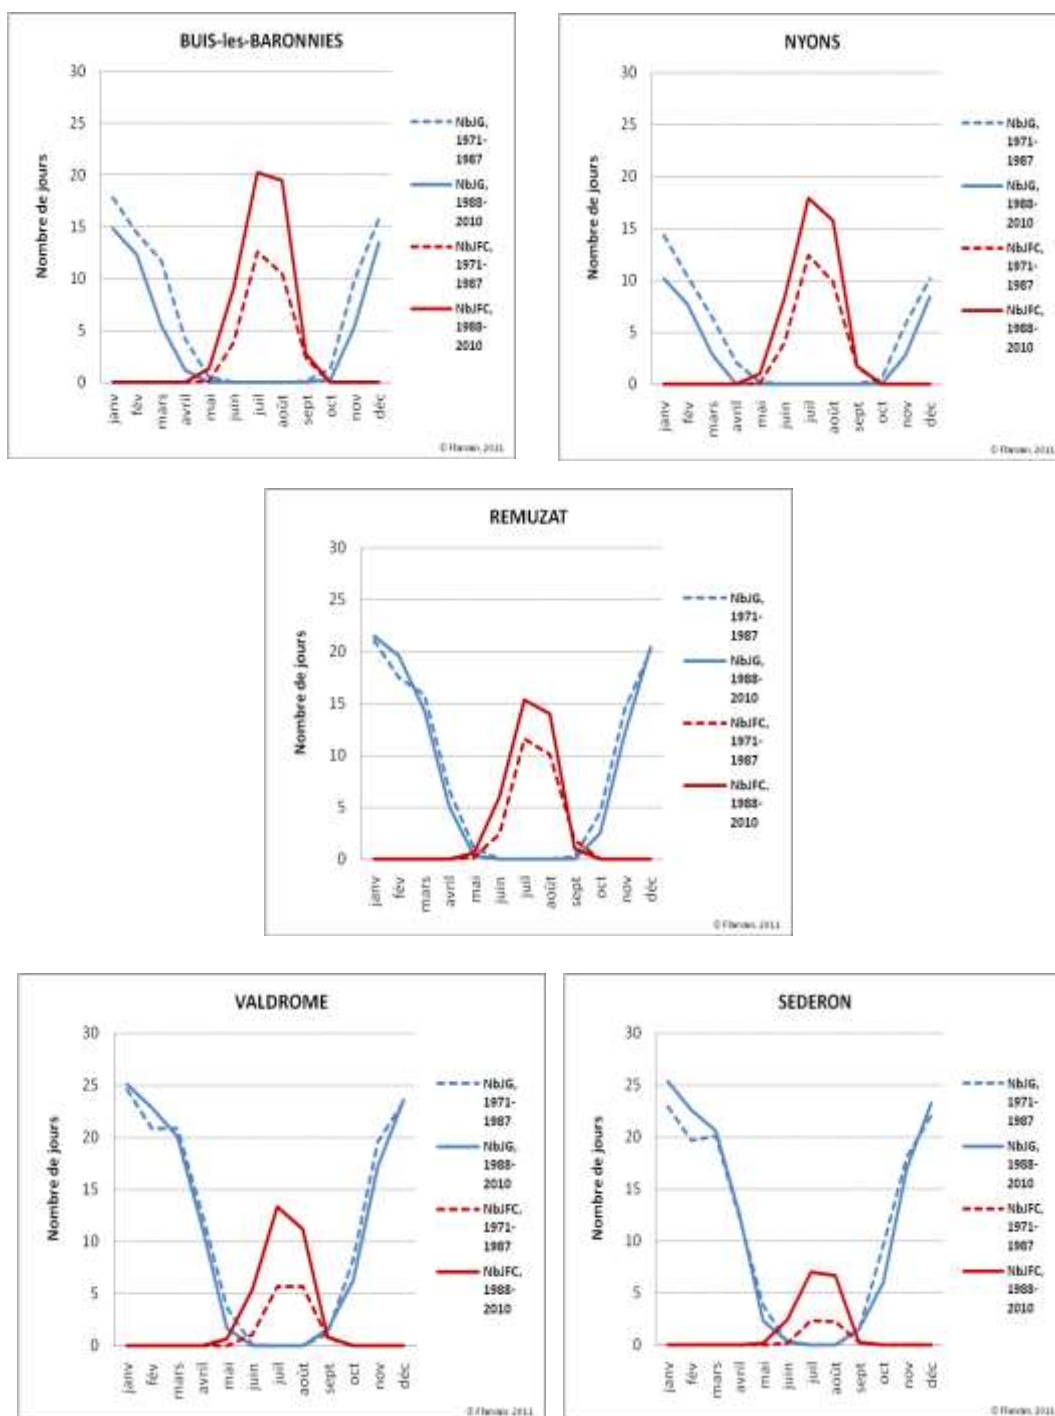 BUIS-les-BARONNIES
Nombre de jours
30
25
20
15
10
5
0
janv
fév
mars
avril
mai
juin
juil
août
sept
oct
nov
déc
NbJG,
1971-
1987
NbJG,
1988-
2010
NbJFC,
1971-
1987
NbJFC,
1988-
2010
2011
NYONS
Nombre de jours
30
25
20
15
10
5
0
janv
fév
mars
avril
mai
juin
juil
août
sept
oct
nov
déc
NbJG,
1971-
1987
NbJG,
1988-
2010
NbJFC,
1971-
1987
NbJFC,
1988-
2010
2011
REMUZAT
Nombre de jours
30
25
20
15
10
5
0
janv
fév
mars
avril
mai
juin
juil
août
sept
oct
nov
déc
NbJG,
1971-
1987
NbJG,
1988-
2010
NbJFC,
1971-
1987
NbJFC,
1988-
2010
2011
VALDROME
Nombre de jours
30
25
20
15
10
5
0
janv
fév
mars
avril
mai
juin
juil
août
sept
oct
nov
déc
NbJG,
1971-
1987
NbJG,
1988-
2010
NbJFC,
1971-
1987
NbJFC,
1988-
2010
2011
SEDERON
Nombre de jours
30
25
20
15
10
5
0
janv
fév
mars
avril
mai
juin
juil
août
sept
oct
nov
déc
NbJG,
1971-
1987
NbJG,
1988-
2010
NbJFC,
1971-
1987
NbJFC,
1988-
2010
2011